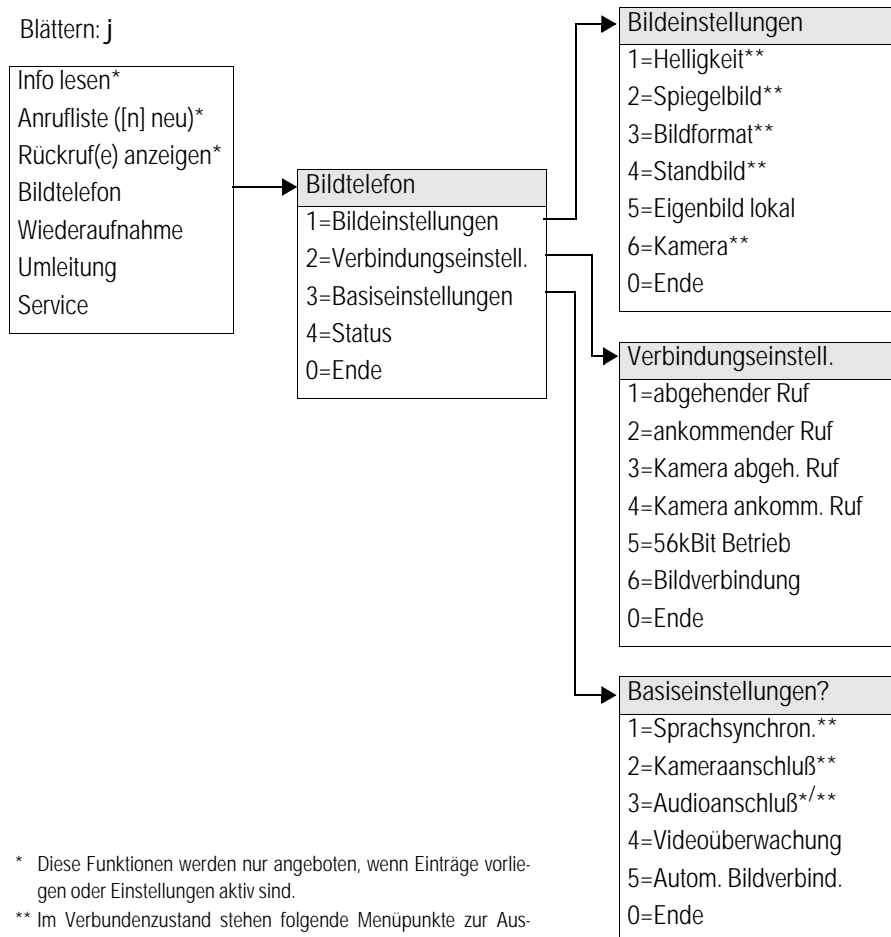 Blättern: j
Info lesen*
Anrufliste ([n] neu)*
Rückruf(e) anzeigen*
Bildtelefon
Wiederaufnahme
Umleitung
Service
Bildtelefon
1=Bildeinstellungen
2=Verbindungseinstell.
3=Basiseinstellungen
4=Status
0=Ende
Bildeinstellungen
1=Helligkeit**
2=Spiegelbild**
3=Bildformat**
4=Standbild**
5=Eigenbild lokal
6=Kamera**
0=Ende
Verbindungseinstell.
1=abgehender Ruf
2=ankommender Ruf
3=Kamera abgeh. Ruf
4=Kamera ankomm. Ruf
5=56kBit Betrieb
6=Bildverbindung
0=Ende
Basiseinstellungen?
1=Sprachsynchron.**
2=Kameraanschluß**
3=Audioanschluß*/**
4=Videoüberwachung
5=Autom. Bildverbind.
0=Ende
* Diese Funktionen werden nur angeboten, wenn Einträge vorlie-
gen oder Einstellungen aktiv sind.
** Im Verbundenzustand stehen folgende Menüpunkte zur Aus-